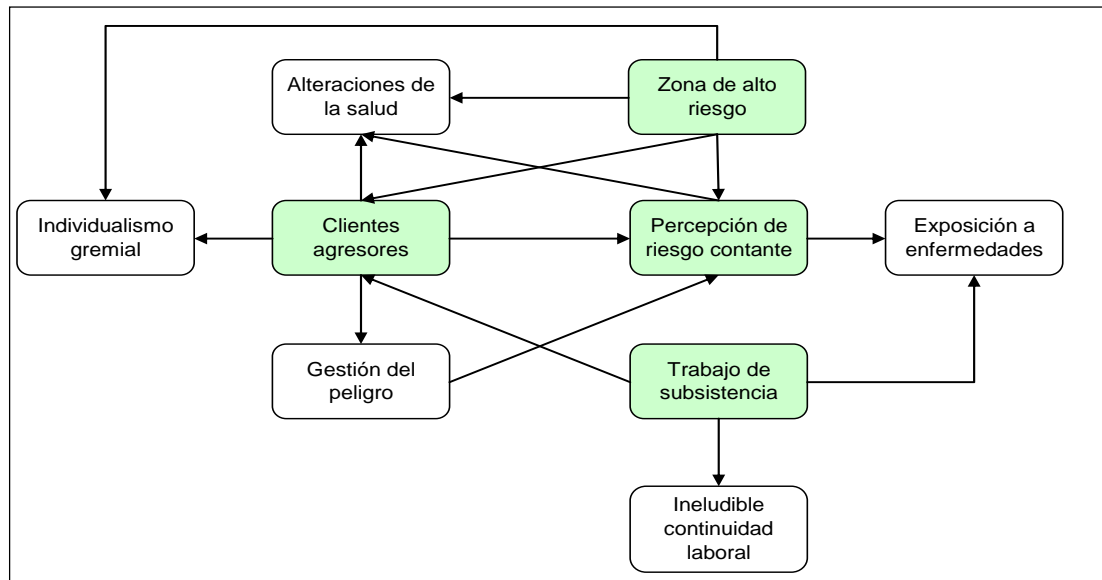 Alteraciones de
la salud
Zona de alto
riesgo
Individualismo
gremial
Clientes
agresores
Percepción de
riesgo contante
Exposición a
enfermedades
Gestión del
peligro
Trabajo de
subsistencia
Ineludible
continuidad
laboral